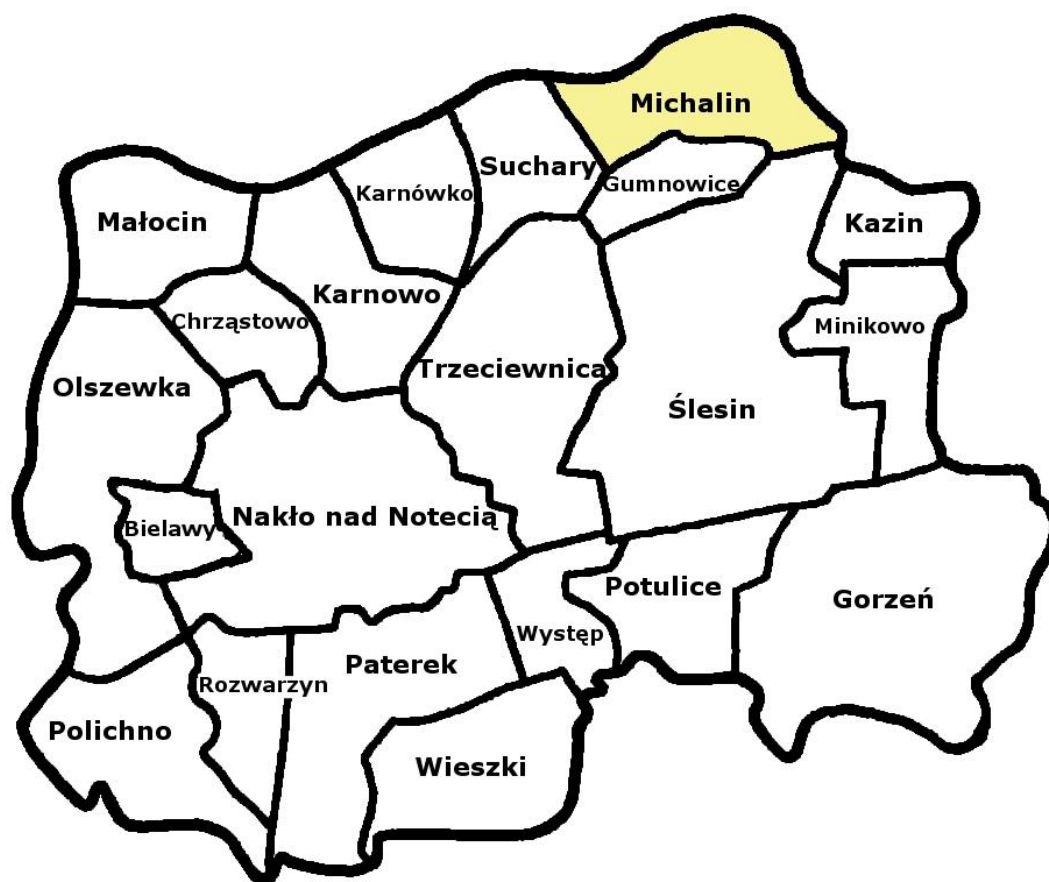 Michalin
Suchary
Gumnowice
Karnówko
Małocin
Kazin
Karnowo
Chrząstowo
Minikowo
Trzeciewnica
Olszewka
Ślesin
Nakło nad Notecią
Bielawy
Potulice
Gorzeń
Występ
Paterek
Rozwarzyn
Polichno
Wieszki